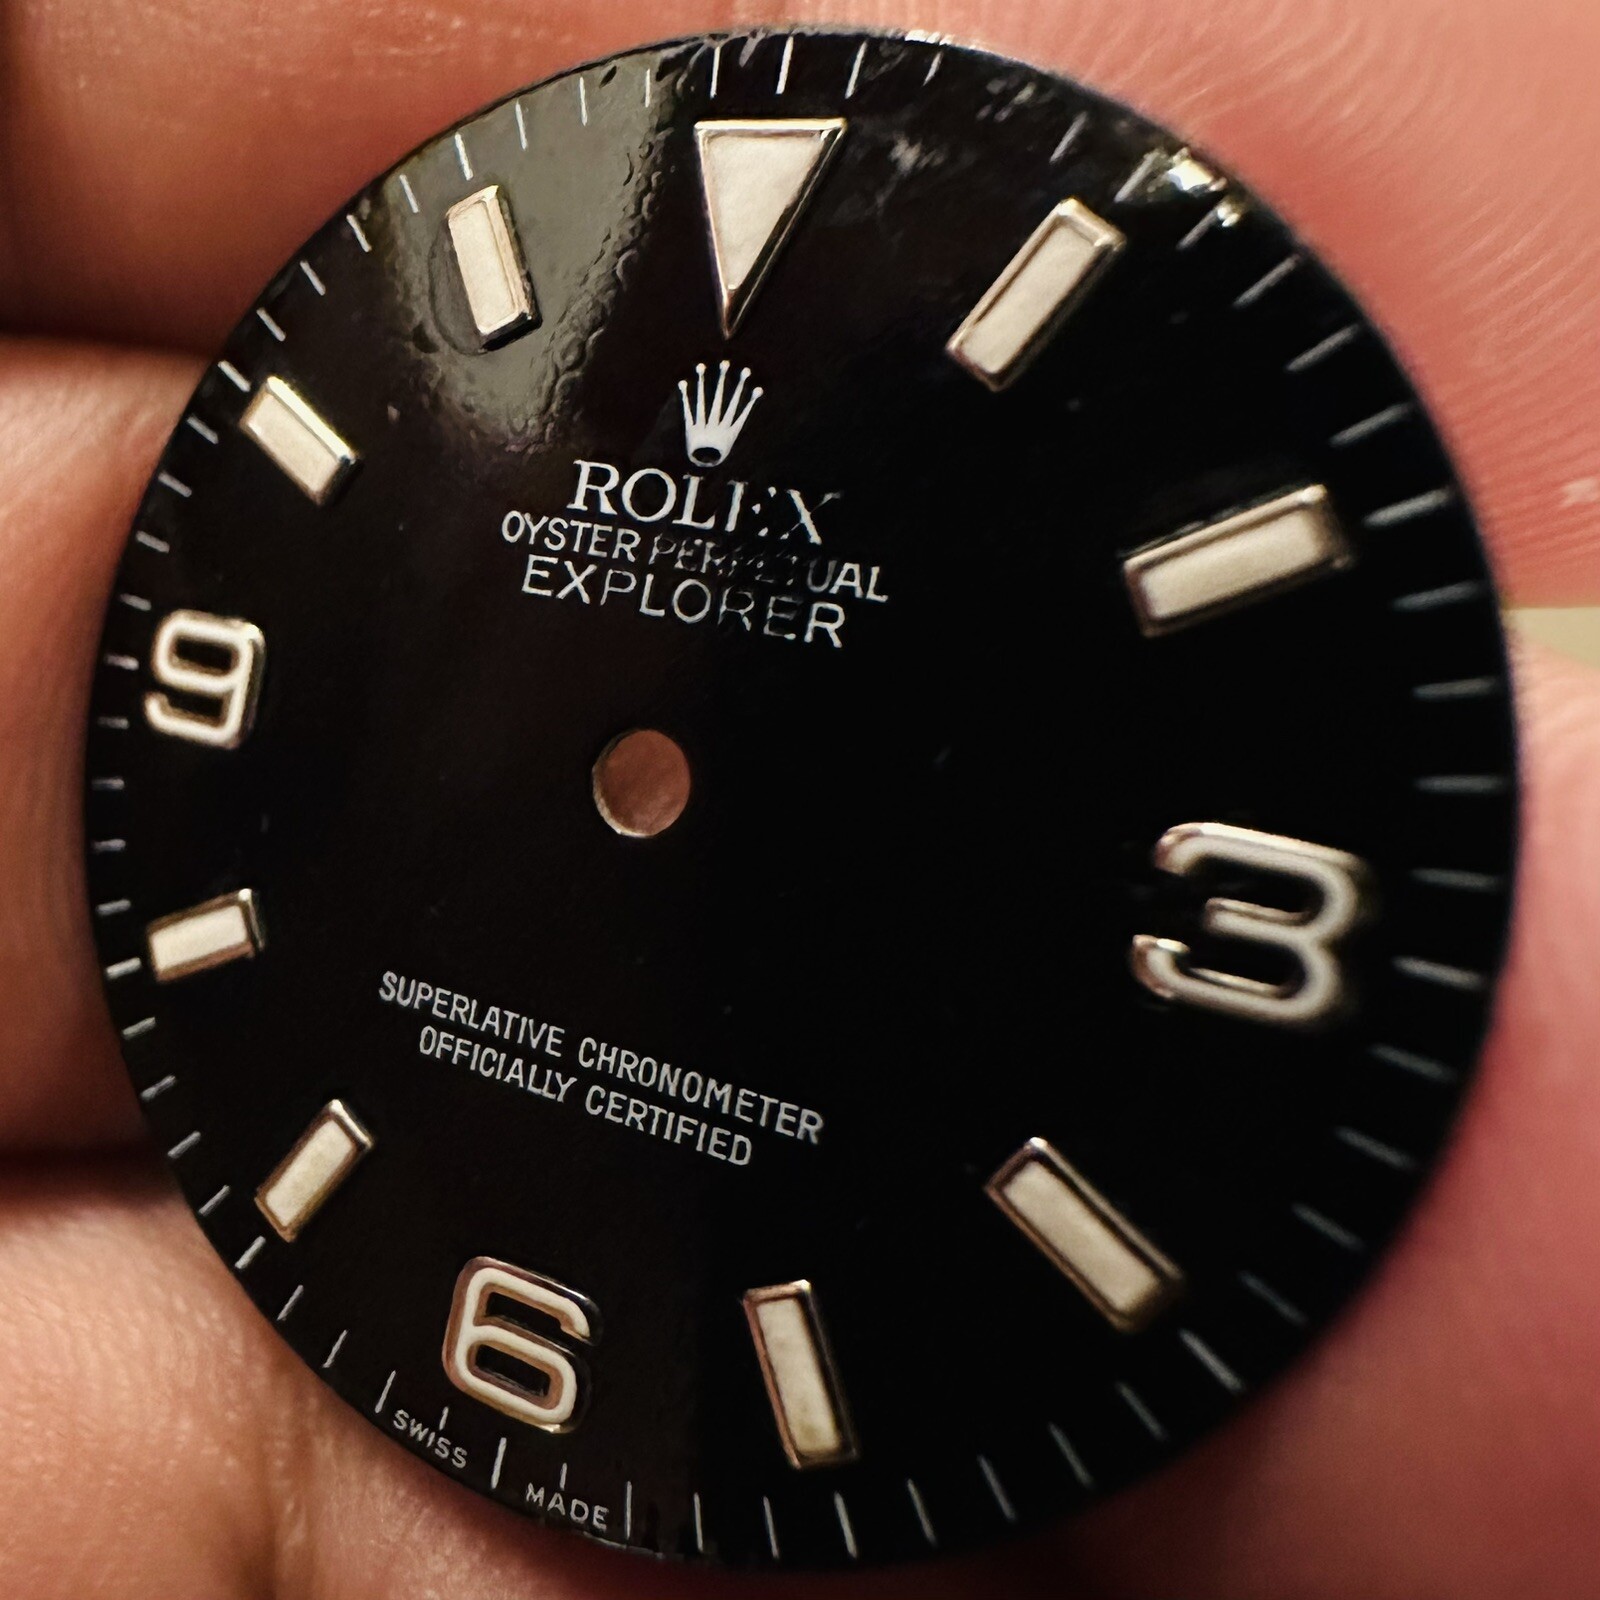 ROLEX
OYSTER PERPETUAL
EXPLORER
9
3
SUPERLATIVE CHRONOMETER
OFFICIALLY CERTIFIED
6
SWISS MADE